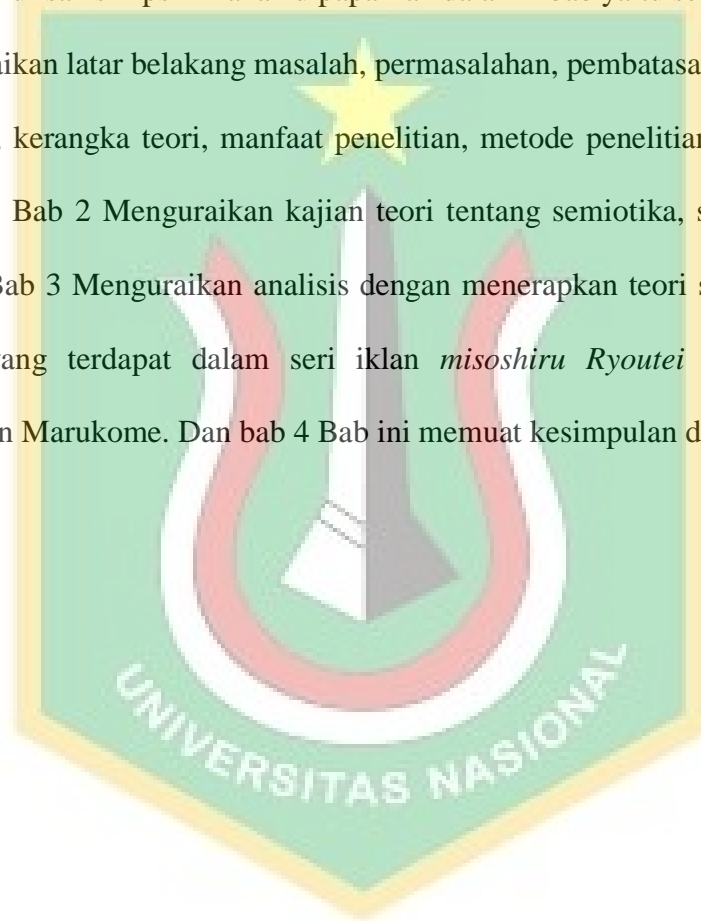 aikan latar belakang masalah, permasalahan, pembatasa
kerangka teori, manfaat penelitian, metode penelitian
Bab 2 Menguraikan kajian teori tentang semiotika, s
Bab 3 Menguraikan analisis dengan menerapkan teori s
yang terdapat dalam seri iklan misoshiru Ryoutei
n Marukome. Dan bab 4 Bab ini memuat kesimpulan d
UNIVERSITAS NASIONAL